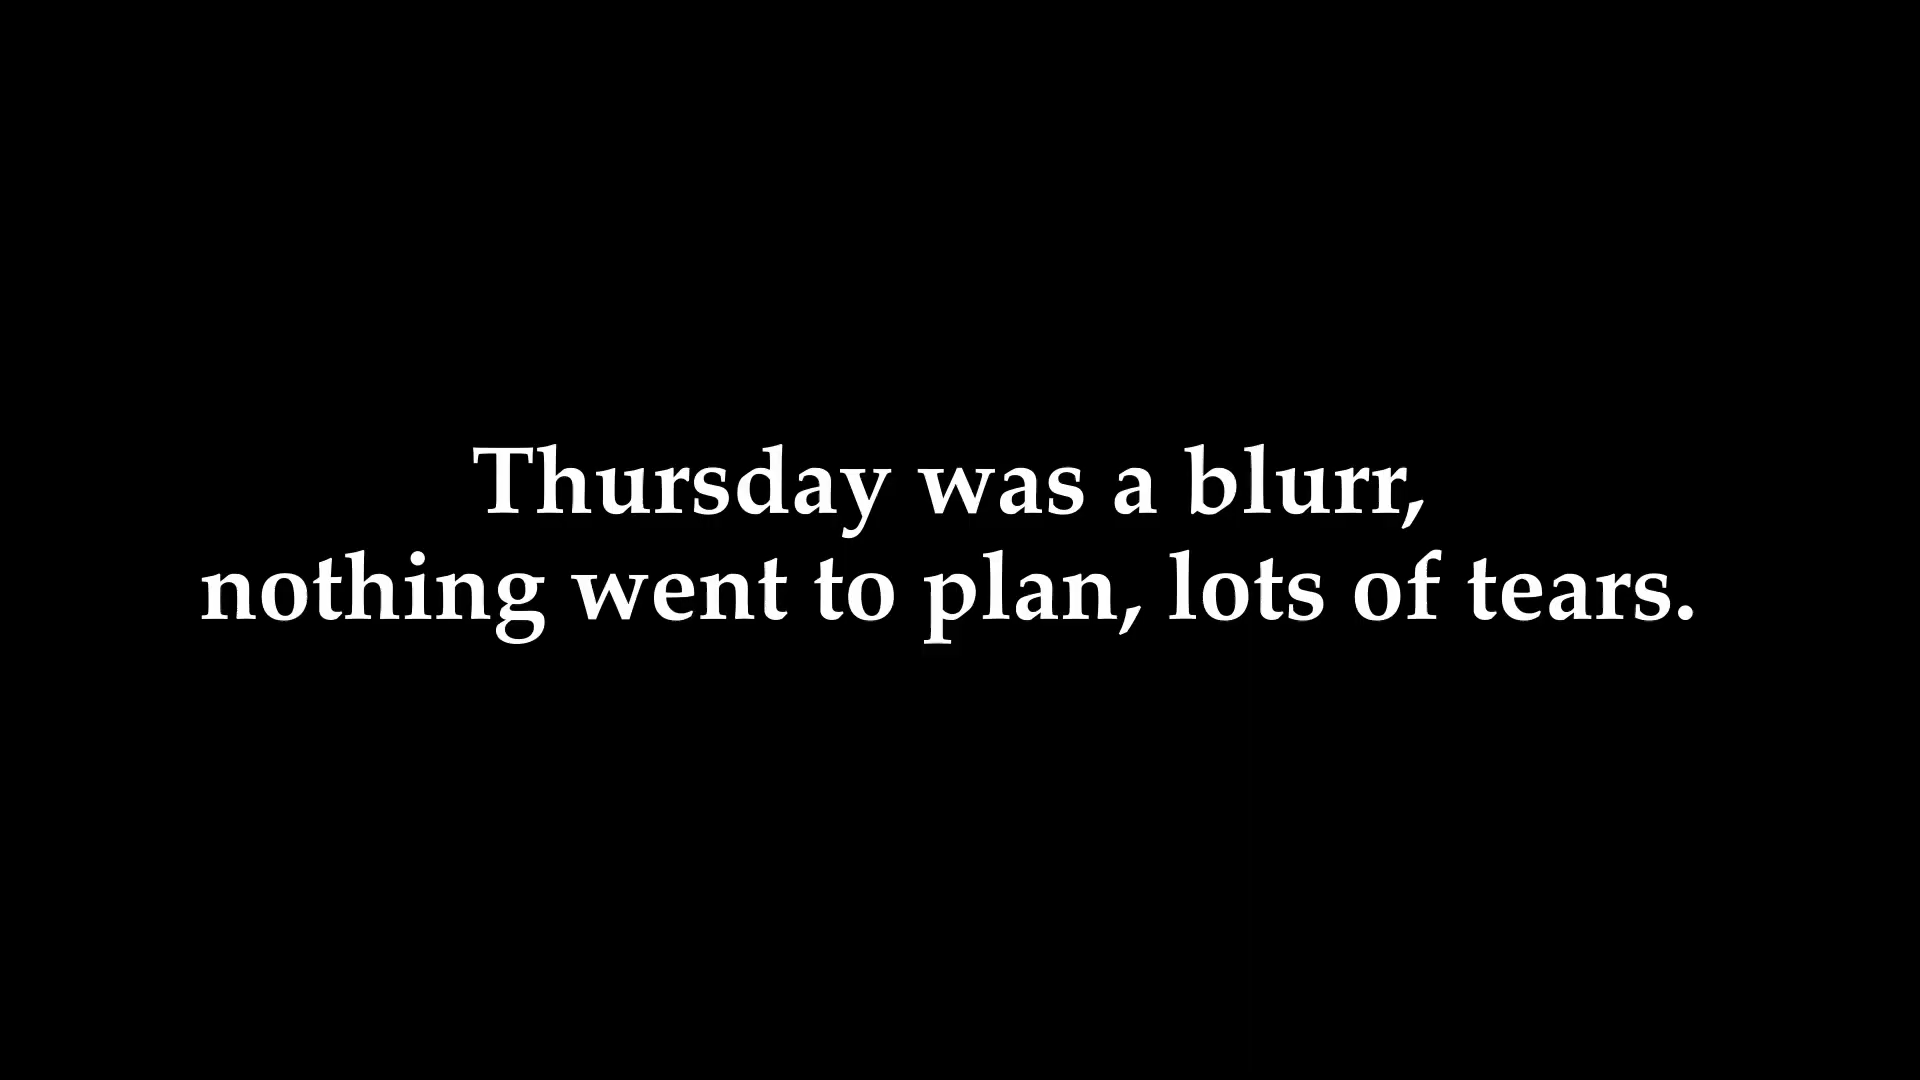 Thursday was a blurr,
nothing went to plan, lots of tears.